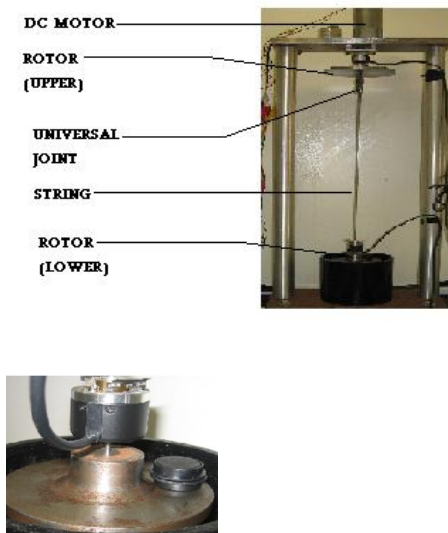 DC MOTOR
ROTOR
(UPPER)
UNIVERSAL
JOINT
STRING
ROTOR
(LOWER)